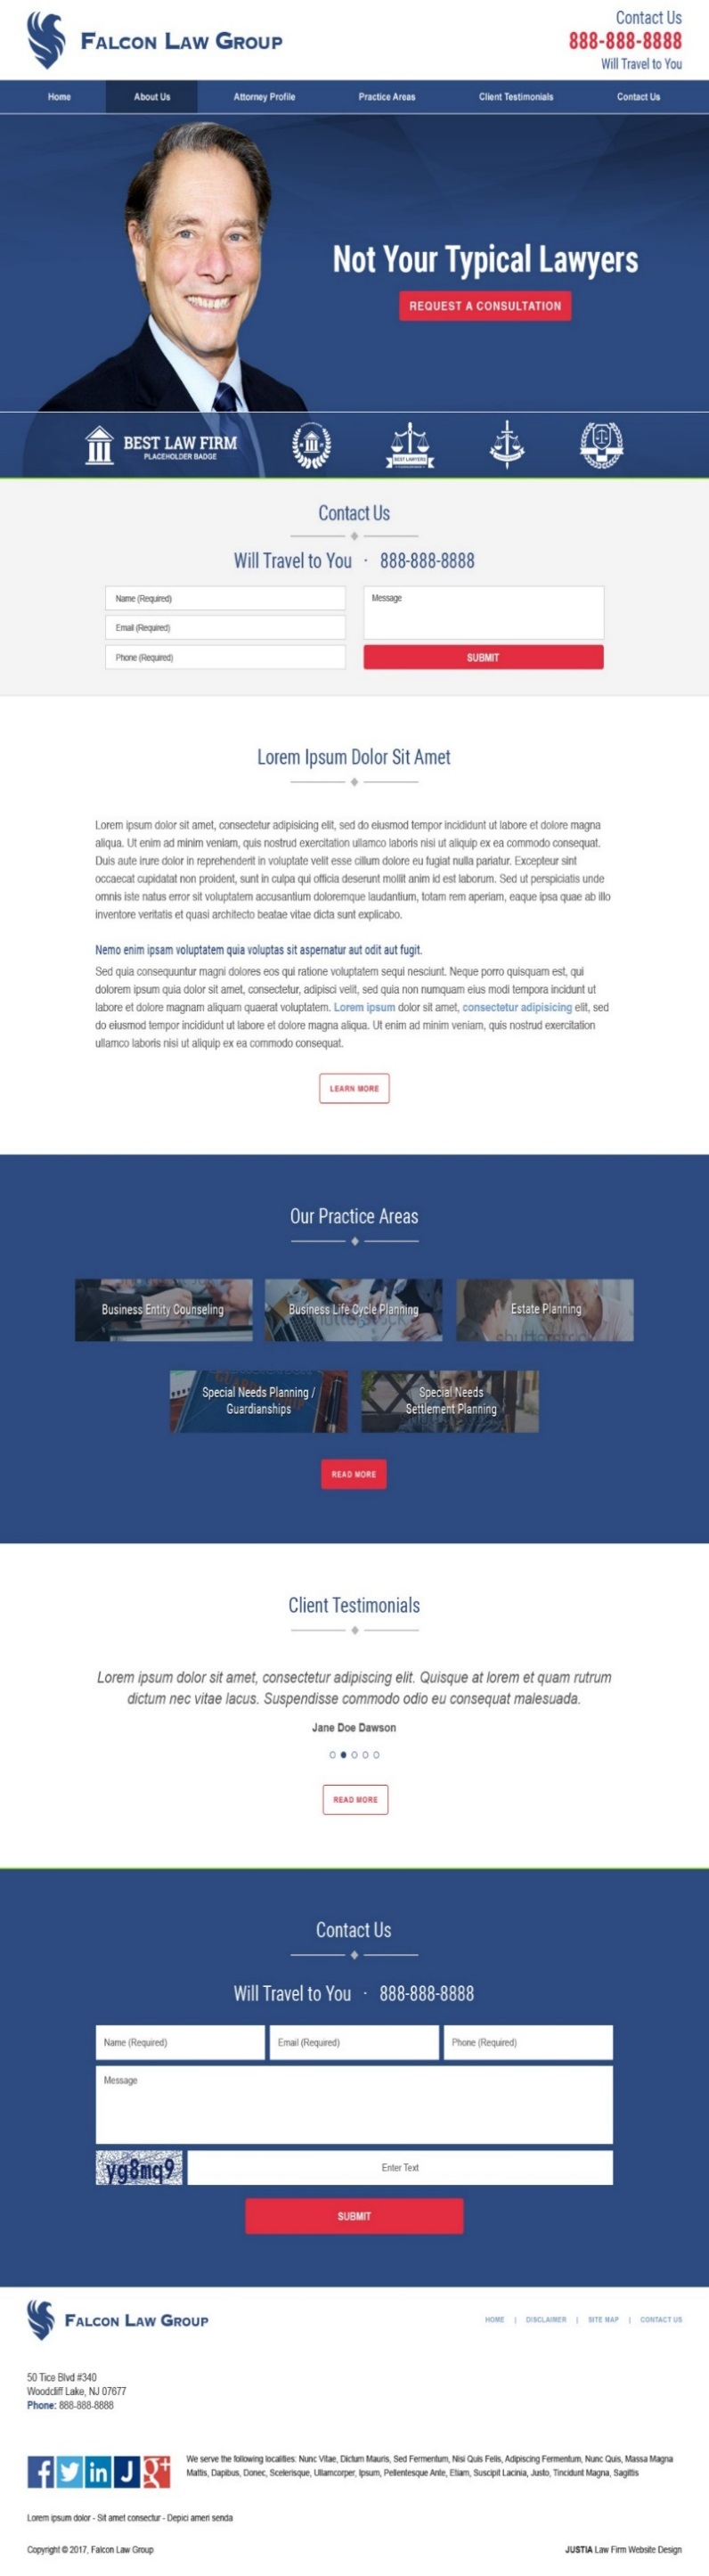 FALCON LAW GROUP
Contact Us
888-888-8888
Will Travel to You
Home
About Us
Attorney Profile
Practice Areas
Client Testimonials
Contact Us
Not Your Typical Lawyers
REQUEST A CONSULTATION
BEST LAW FIRM
PLACEHOLDER BADGE
BEST LAWYERS
Contact Us
Will Travel to You · 888-888-8888
Name (Required)
Email (Required)
Phone (Required)
Message
SUBMIT
Lorem Ipsum Dolor Sit Amet
Lorem ipsum dolor sit amet, consectetur adipisicing elit, sed do eiusmod tempor incididunt ut labore et dolore magna
aliqua. Ut enim ad minim veniam, quis nostrud exercitation ullamco laboris nisi ut aliquip ex ea commodo consequat.
Duis aute irure dolor in reprehenderit in voluptate velit esse cillum dolore eu fugiat nulla pariatur. Excepteur sint
occaecat cupidatat non proident, sunt in culpa qui officia deserunt mollit anim id est laborum. Sed ut perspiciatis unde
omnis iste natus error sit voluptatem accusantium doloremque laudantium, totam rem aperiam, eaque ipsa quae ab illo
inventore veritatis et quasi architecto beatae vitae dicta sunt explicabo.
Nemo enim ipsam voluptatem quia voluptas sit aspernatur aut odit aut fugit.
Sed quia consequuntur magni dolores eos qui ratione voluptatem sequi nesciunt. Neque porro quisquam est, qui
dolorem ipsum quia dolor sit amet, consectetur, adipisci velit, sed quia non numquam eius modi tempora incidunt ut
labore et dolore magnam aliquam quaerat voluptatem. Lorem ipsum dolor sit amet, consectetur adipisicing elit, sed
do eiusmod tempor incididunt ut labore et dolore magna aliqua. Ut enim ad minim veniam, quis nostrud exercitation
ullamco laboris nisi ut aliquip ex ea commodo consequat.
LEARN MORE
Our Practice Areas
Business Entity Counseling
Business Life Cycle Planning
Estate Planning
shutterstock
Special Needs Planning /
Guardianships
Special Needs
Settlement Planning
READ MORE
Client Testimonials
Lorem ipsum dolor sit amet, consectetur adipiscing elit. Quisque at lorem et quam rutrum
dictum nec vitae lacus. Suspendisse commodo odio eu consequat malesuada.
Jane Doe Dawson
READ MORE
Contact Us
Will Travel to You · 888-888-8888
Name (Required)
Email (Required)
Phone (Required)
Message
yg8mq9
Enter Text
SUBMIT
FALCON LAW GROUP
HOME | DISCLAIMER | SITE MAP | CONTACT US
50 Tice Blvd #340
Woodcliff Lake, NJ 07677
Phone: 888-888-8888
We serve the following localities: Nunc Vitae, Dictum Mauris, Sed Fermentum, Nisi Quis Felis, Adipiscing Fermentum, Nunc Quis, Massa Magna
Mattis, Dapibus, Donec, Scelerisque, Ullamcorper, Ipsum, Pellentesque Ante, Etiam, Suscipit Lacinia, Justo, Tincidunt Magna, Sagittis
Lorem ipsum dolor - Sit amet consectur - Depici ameri senda
Copyright © 2017, Falcon Law Group
JUSTIA Law Firm Website Design